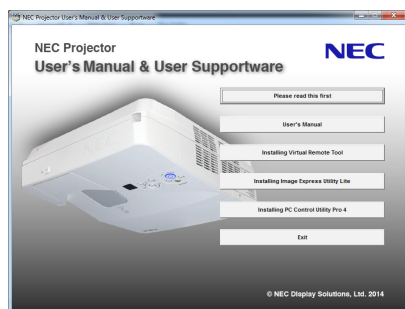 NEC Projector User's Manual & User Supportware
NEC Projector
NEC
User's Manual & User Supportware
Please read this first
User's Manual
Installing Virtual Remote Tool
Installing Image Express Utility Lite
Installing PC Control Utility Pro 4
Exit
© NEC Display Solutions, Ltd. 2014